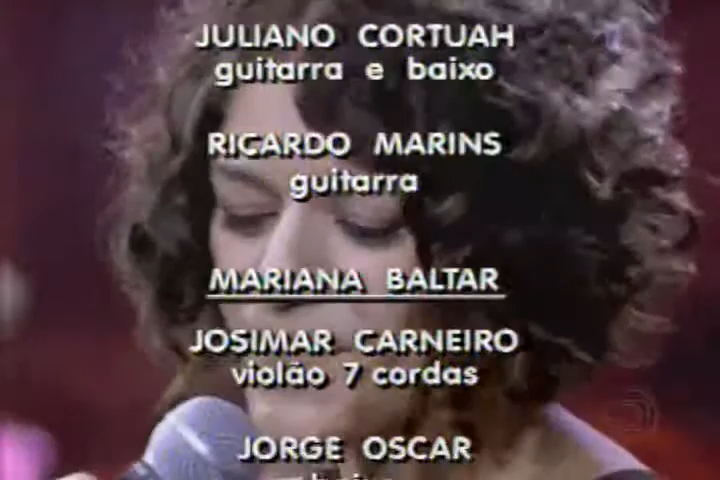 JULIANO CORTUAH
guitarra e baixo
RICARDO MARINS
guitarra
MARIANA BALTAR
JOSIMAR CARNEIRO
violão 7 cordas
JORGE OSCAR